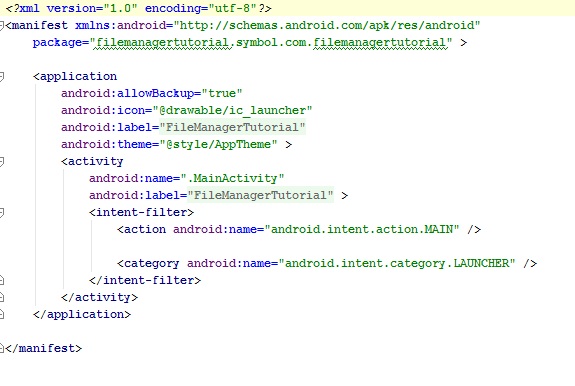 <?xml version="1.0" encoding="utf-8"?>
<manifest xmlns:android="http://schemas.android.com/apk/res/android"
package="filemanagertutorial.symbol.com.filemanagertutorial" >
<application
android:allowBackup="true"
android:icon="@drawable/ic_launcher"
android:label="FileManagerTutorial"
android:theme="@style/AppTheme" >
<activity
android:name=".MainActivity"
android:label="FileManagerTutorial" >
<intent-filter>
<action android:name="android.intent.action.MAIN" />
<category android:name="android.intent.category.LAUNCHER" />
</intent-filter>
</activity>
</application>
</manifest>